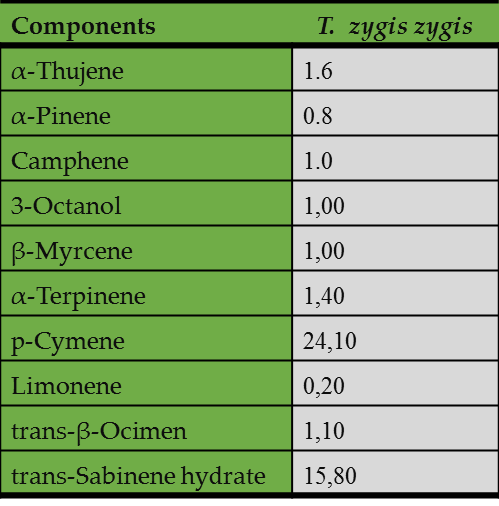 Components T. zygis zygis
α-Thujene 1.6
α-Pinene 0.8
Camphene 1.0
3-Octanol 1,00
β-Myrcene 1,00
α-Terpinene 1,40
p-Cymene 24,10
Limonene 0,20
trans-β-Ocimen 1,10
trans-Sabinene hydrate 15,80